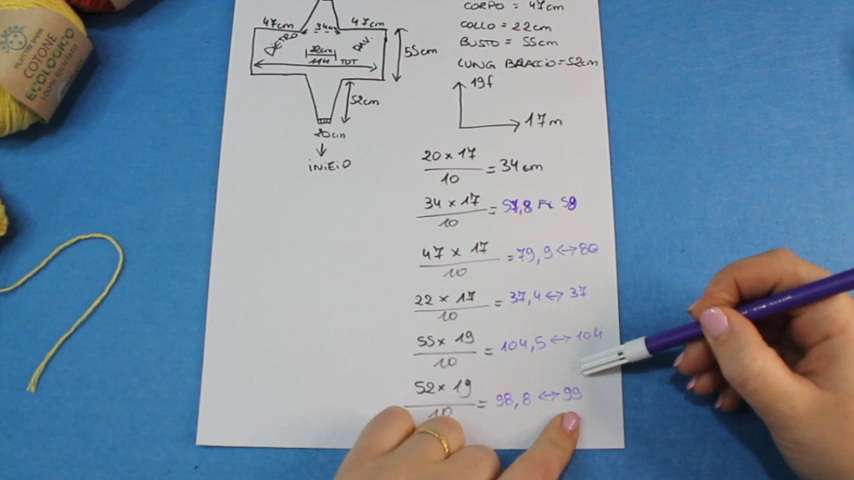 CORPO = 47cm
COLLO = 22cm
BUSTO = 55cm
LUNG BRACCIO = 52cm
47cm 34m 47cm
DIETRO DAV.
22cm
114 TOT
55cm
52cm
20cm
INIZIO
COTONE
ECOLOGICO
19f
17m
20 x 17 / 10 = 34 cm
34 x 17 / 10 = 57,8 58
47 x 17 / 10 = 79,9 ↔ 80
22 x 17 / 10 = 37,4 ↔ 37
55 x 19 / 10 = 104,5 ↔ 104
52 x 19 / 10 = 98,8 ↔ 99